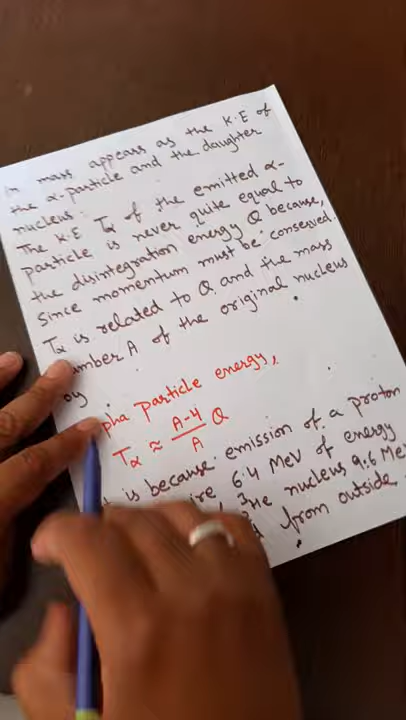 in mass appears as the K.E of
the α-particle and the daughter
nucleus.
The K.E Tα of the emitted α-
particle is never quite equal to
the disintegration energy Q because,
since momentum must be conserved.
Tα is related to Q and the mass
number A of the original nucleus
by
pha particle energy,
Tα ≈ A-4/A Q
is because emission of a proton
ire 6.4 MeV of energy
3He nucleus 9.6 MeV
d from outside.